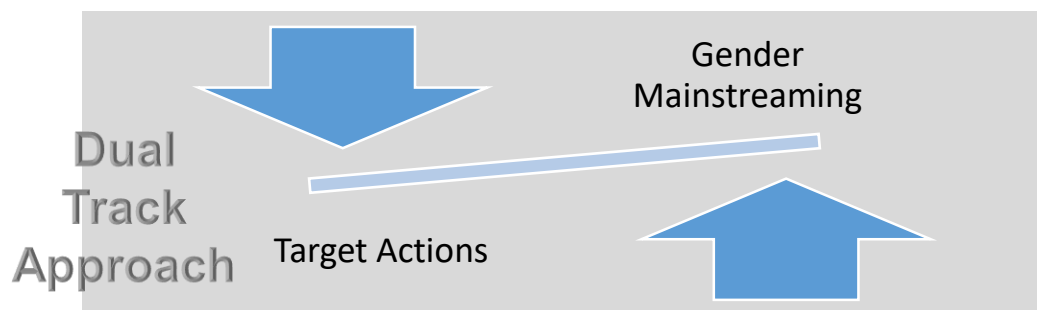 Dual
Track
Approach
Gender
Mainstreaming
Target Actions